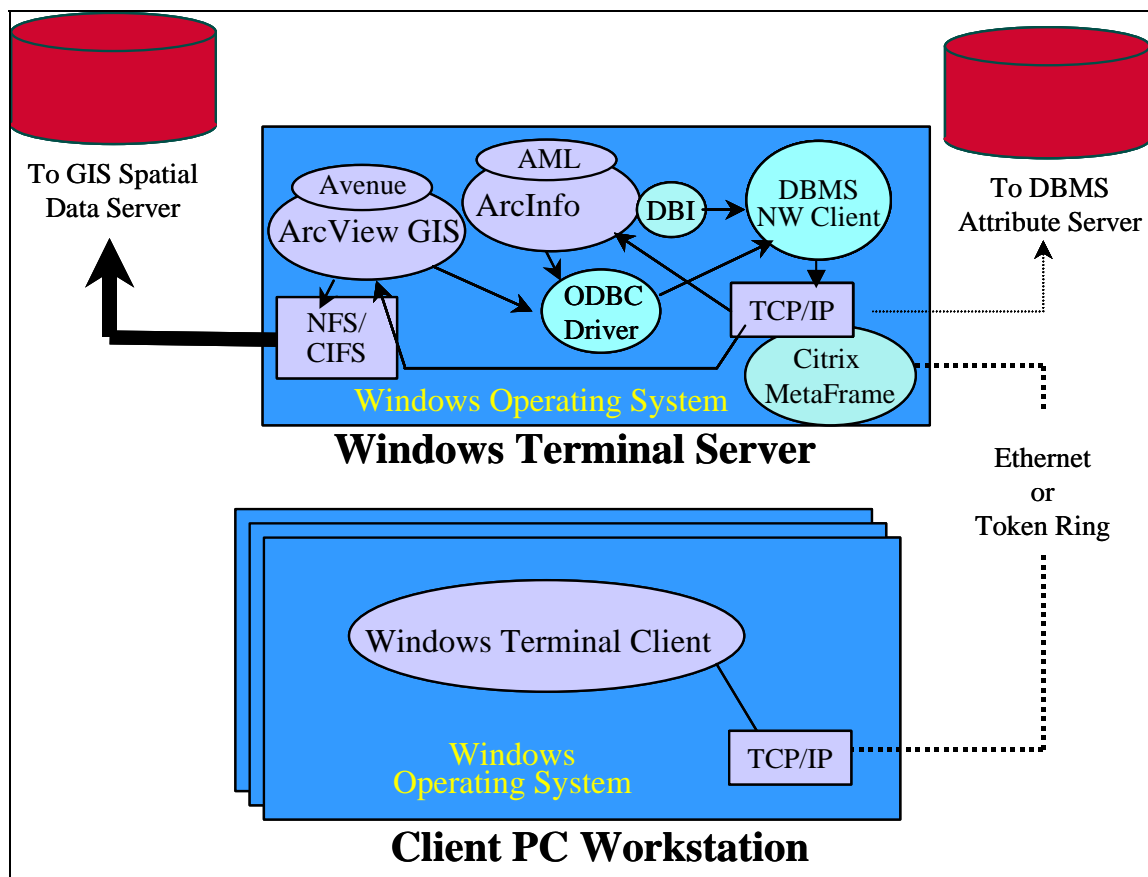 To GIS Spatial
Data Server
Avenue
ArcView GIS
AML
ArcInfo
DBI
DBMS
NW Client
ODBC
Driver
NFS/
CIFS
TCP/IP
Citrix
MetaFrame
Windows Operating System
Windows Terminal Server
To DBMS
Attribute Server
Ethernet
or
Token Ring
Windows Terminal Client
TCP/IP
Windows
Operating System
Client PC Workstation